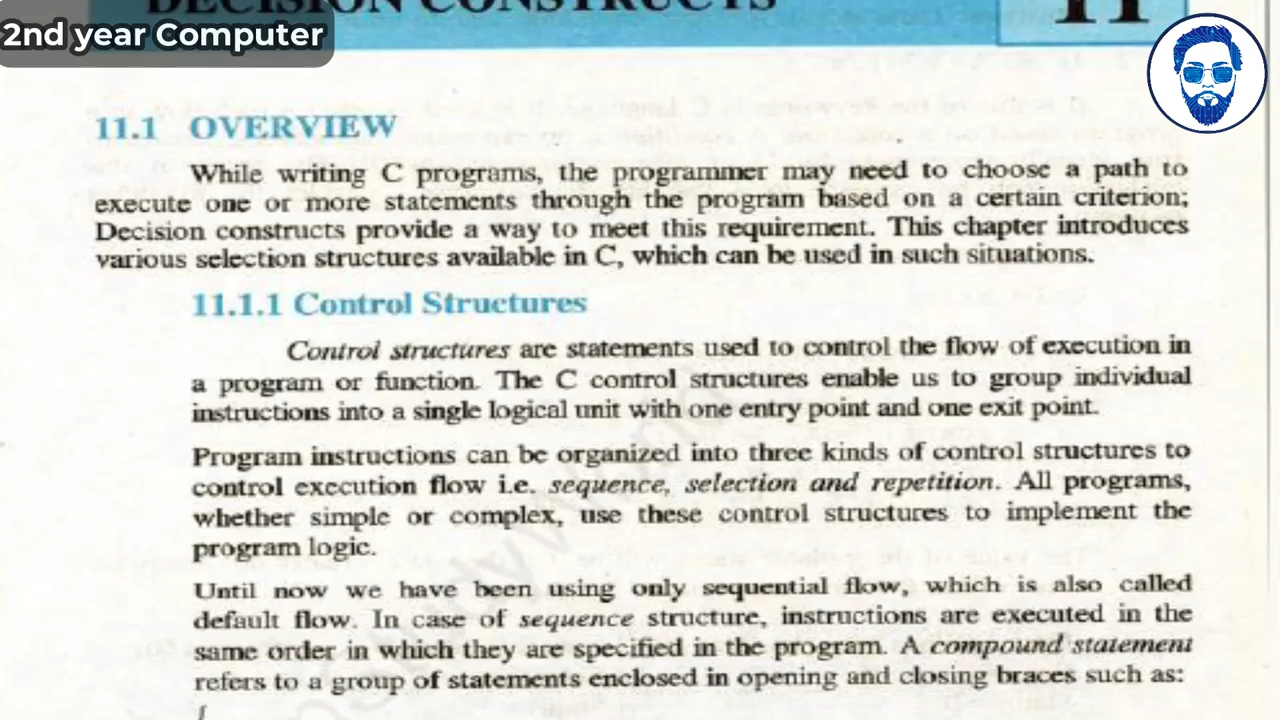 DECISION CONSTRUCTS 11
2nd year Computer
11.1 OVERVIEW
While writing C programs, the programmer may need to choose a path to
execute one or more statements through the program based on a certain criterion;
Decision constructs provide a way to meet this requirement. This chapter introduces
various selection structures available in C, which can be used in such situations.
11.1.1 Control Structures
Control structures are statements used to control the flow of execution in
a program or function. The C control structures enable us to group individual
instructions into a single logical unit with one entry point and one exit point.
Program instructions can be organized into three kinds of control structures to
control execution flow i.e. sequence, selection and repetition. All programs,
whether simple or complex, use these control structures to implement the
program logic.
Until now we have been using only sequential flow, which is also called
default flow. In case of sequence structure, instructions are executed in the
same order in which they are specified in the program. A compound statement
refers to a group of statements enclosed in opening and closing braces such as:
{